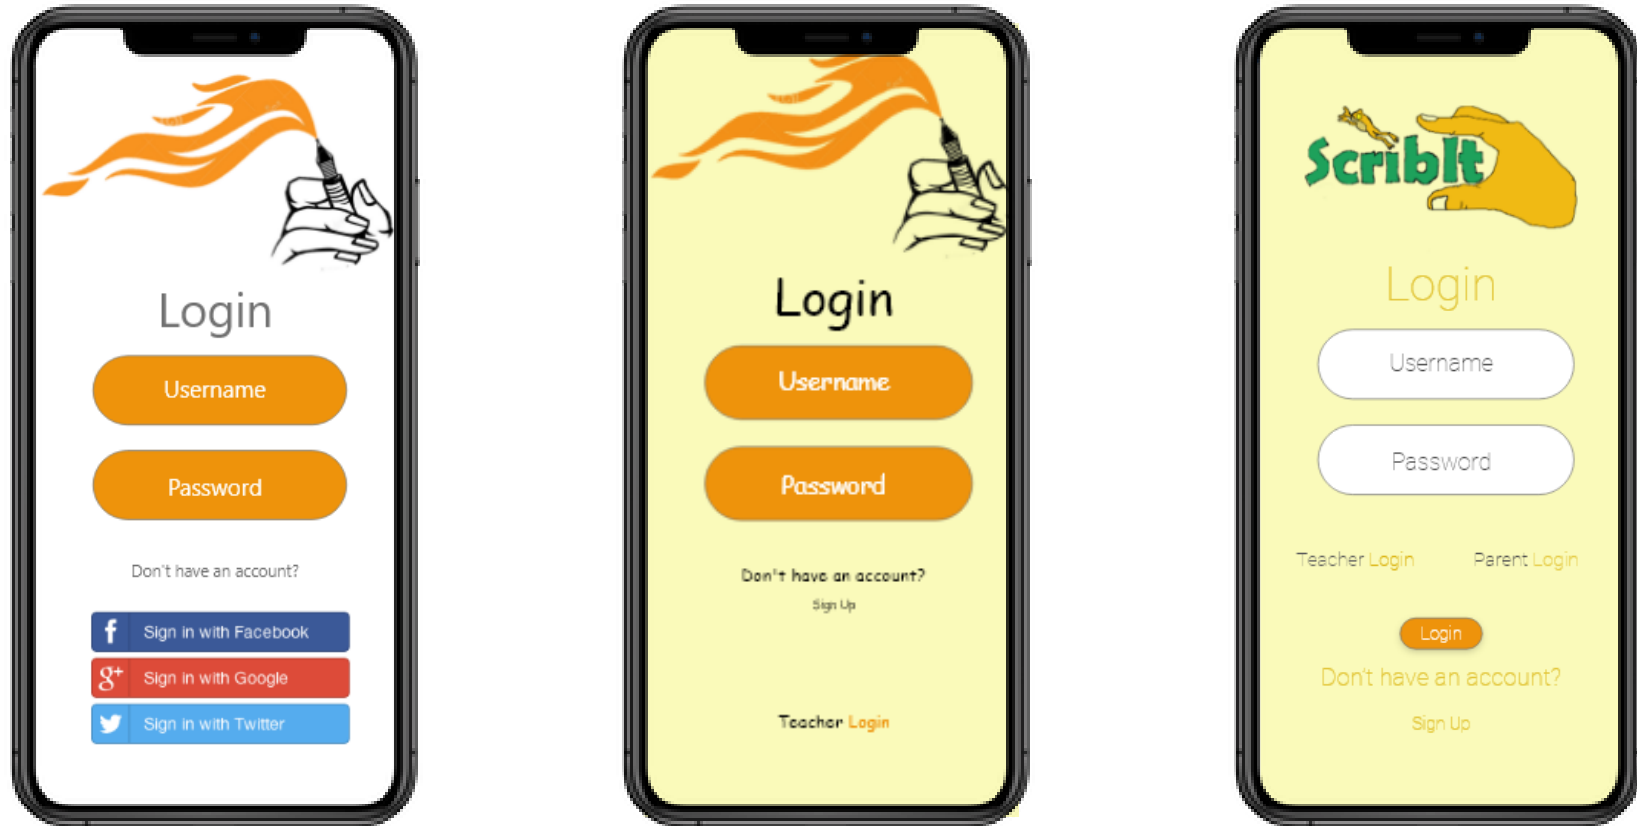 Login
Username
Password
Don't have an account?
f Sign in with Facebook
g+ Sign in with Google
Sign in with Twitter
Login
Username
Password
Don't have an account?
Sign Up
Teacher Login
ScribIt
Login
Username
Password
Teacher Login Parent Login
Login
Don't have an account?
Sign Up